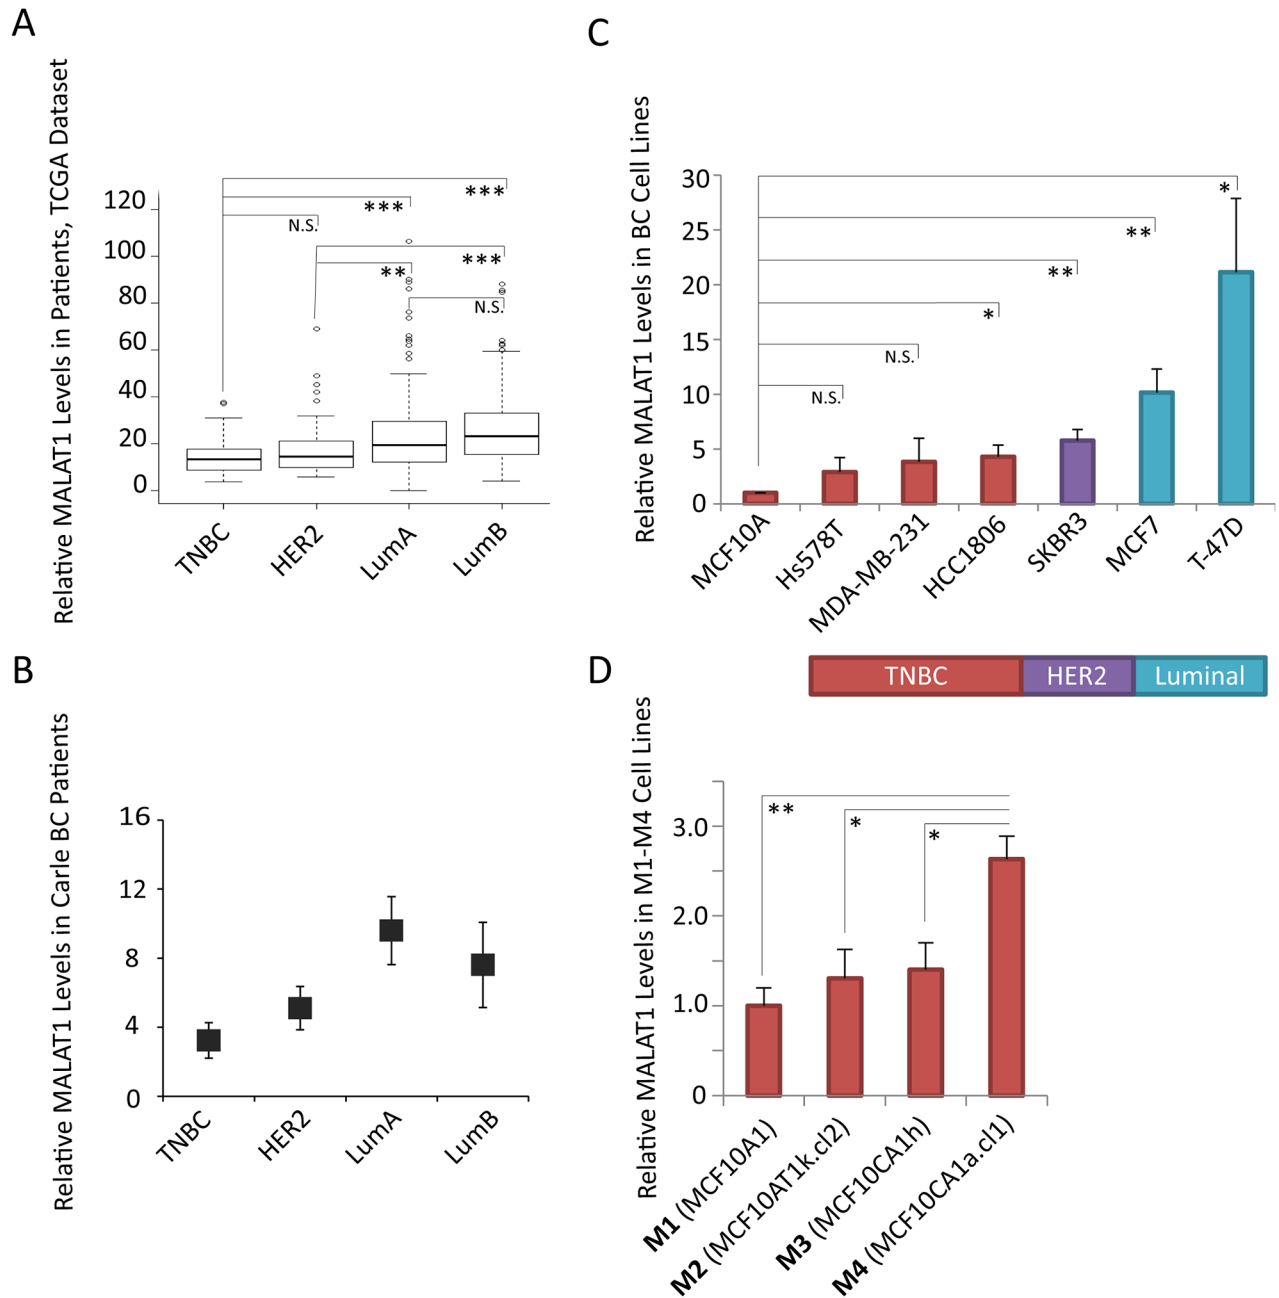 A
Relative MALAT1 Levels in Patients, TCGA Dataset
120
100
80
60
40
20
0
***
***
N.S.
***
**
N.S.
TNBC
HER2
LumA
LumB
C
Relative MALAT1 Levels in BC Cell Lines
30
25
20
15
10
5
0
*
**
**
*
N.S.
N.S.
MCF10A
Hs578T
MDA-MB-231
HCC1806
SKBR3
MCF7
T-47D
TNBC
HER2
Luminal
B
Relative MALAT1 Levels in Carle BC Patients
16
12
8
4
0
TNBC
HER2
LumA
LumB
D
Relative MALAT1 Levels in M1-M4 Cell Lines
3.0
2.0
1.0
0
**
*
*
M1 (MCF10A1)
M2 (MCF10AT1k.cl2)
M3 (MCF10CA1h)
M4 (MCF10CA1a.cl1)